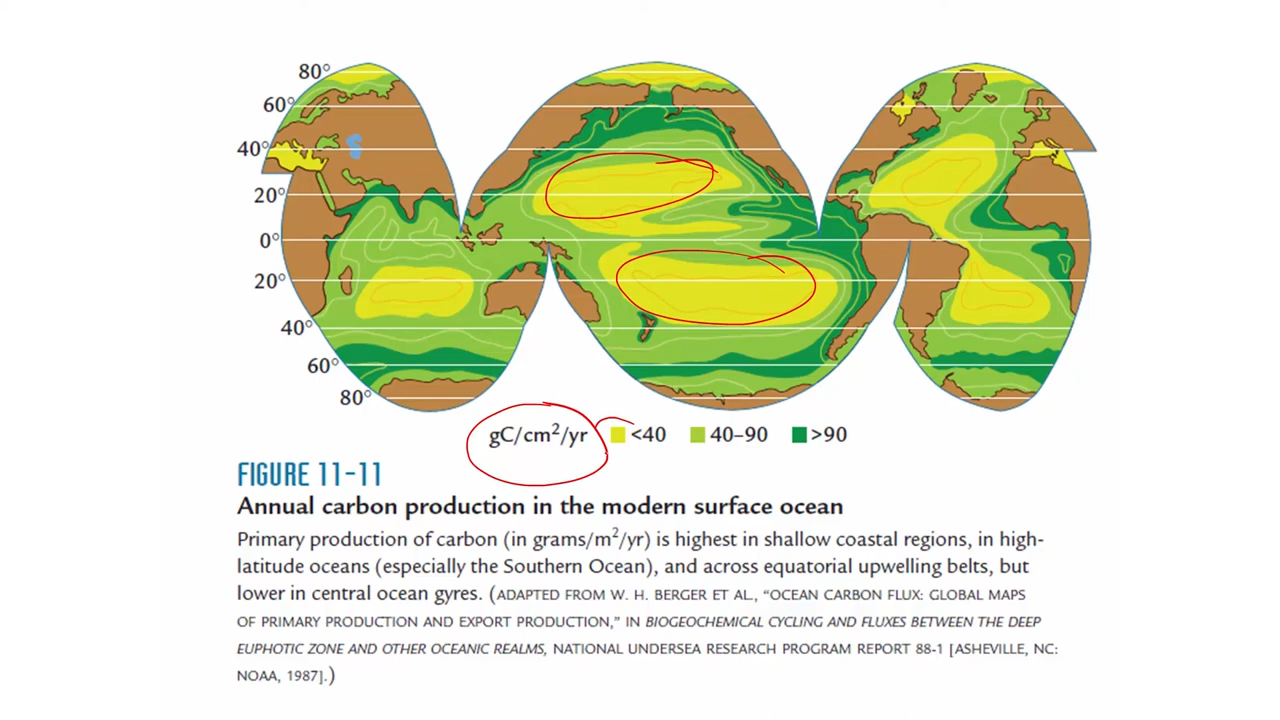 80°
60°
40°
20°
0°
20°
40°
60°
80°
gC/cm²/yr <40 40–90 >90
FIGURE 11–11
Annual carbon production in the modern surface ocean
Primary production of carbon (in grams/m²/yr) is highest in shallow coastal regions, in high-
latitude oceans (especially the Southern Ocean), and across equatorial upwelling belts, but
lower in central ocean gyres. (ADAPTED FROM W. H. BERGER ET AL., “OCEAN CARBON FLUX: GLOBAL MAPS
OF PRIMARY PRODUCTION AND EXPORT PRODUCTION,” IN BIOGEOCHEMICAL CYCLING AND FLUXES BETWEEN THE DEEP
EUPHOTIC ZONE AND OTHER OCEANIC REALMS, NATIONAL UNDERSEA RESEARCH PROGRAM REPORT 88-1 [ASHEVILLE, NC:
NOAA, 1987].)